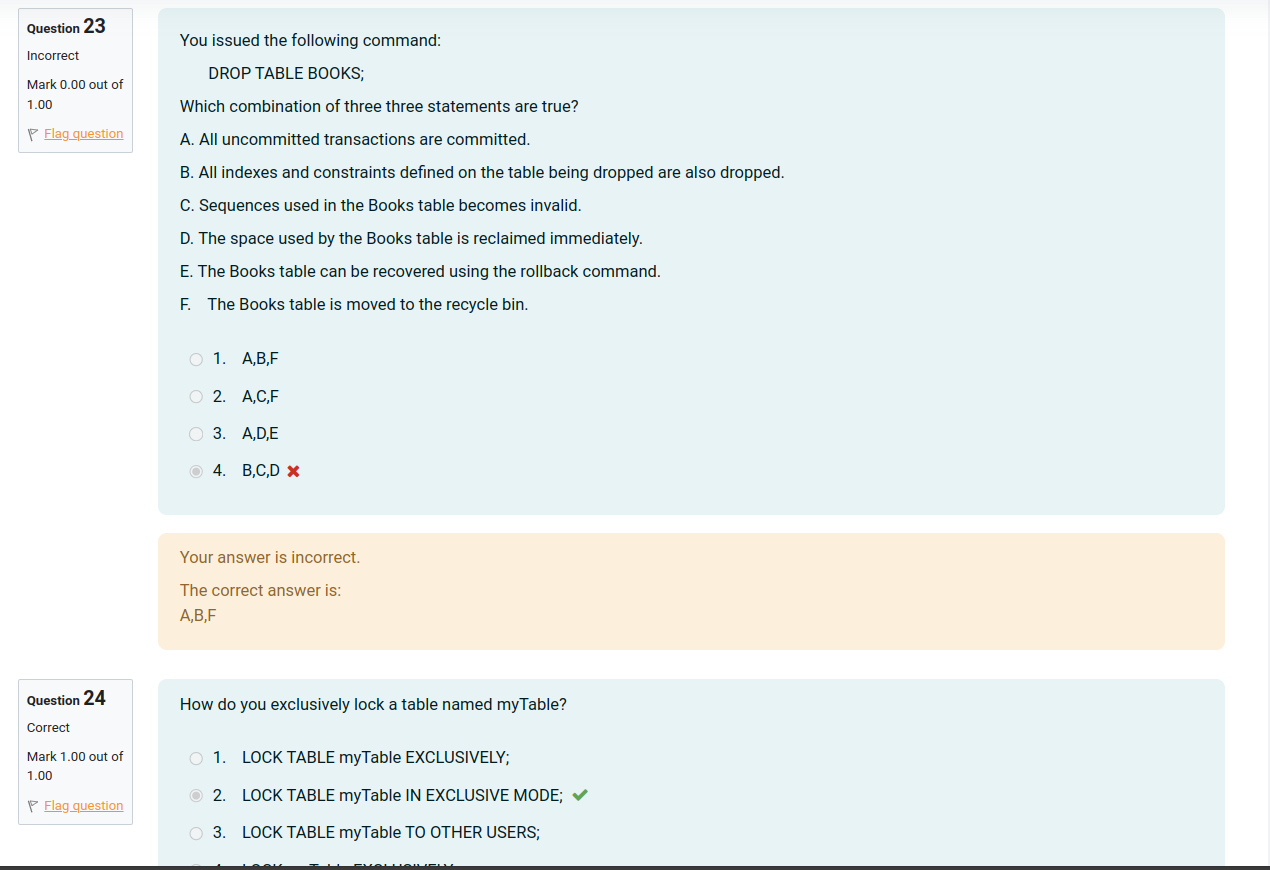 Question 23
Incorrect
Mark 0.00 out of
1.00
Flag question
You issued the following command:
DROP TABLE BOOKS;
Which combination of three three statements are true?
A. All uncommitted transactions are committed.
B. All indexes and constraints defined on the table being dropped are also dropped.
C. Sequences used in the Books table becomes invalid.
D. The space used by the Books table is reclaimed immediately.
E. The Books table can be recovered using the rollback command.
F. The Books table is moved to the recycle bin.
1. A,B,F
2. A,C,F
3. A,D,E
4. B,C,D
Your answer is incorrect.
The correct answer is:
A,B,F
Question 24
Correct
Mark 1.00 out of
1.00
Flag question
How do you exclusively lock a table named myTable?
1. LOCK TABLE myTable EXCLUSIVELY;
2. LOCK TABLE myTable IN EXCLUSIVE MODE;
3. LOCK TABLE myTable TO OTHER USERS;